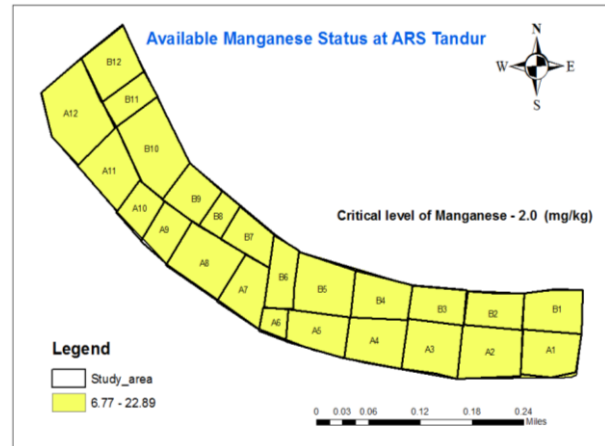 Available Manganese Status at ARS Tandur
N
W E
S
B12
A12
B11
B10
A11
B9
A10
B8
A9
B7
A8
B6
A7
B5
B4
B3
B2
B1
A6
A5
A4
A3
A2
A1
Critical level of Manganese - 2.0 (mg/kg)
Legend
Study_area
6.77 - 22.89
0 0.03 0.06 0.12 0.18 0.24
Miles